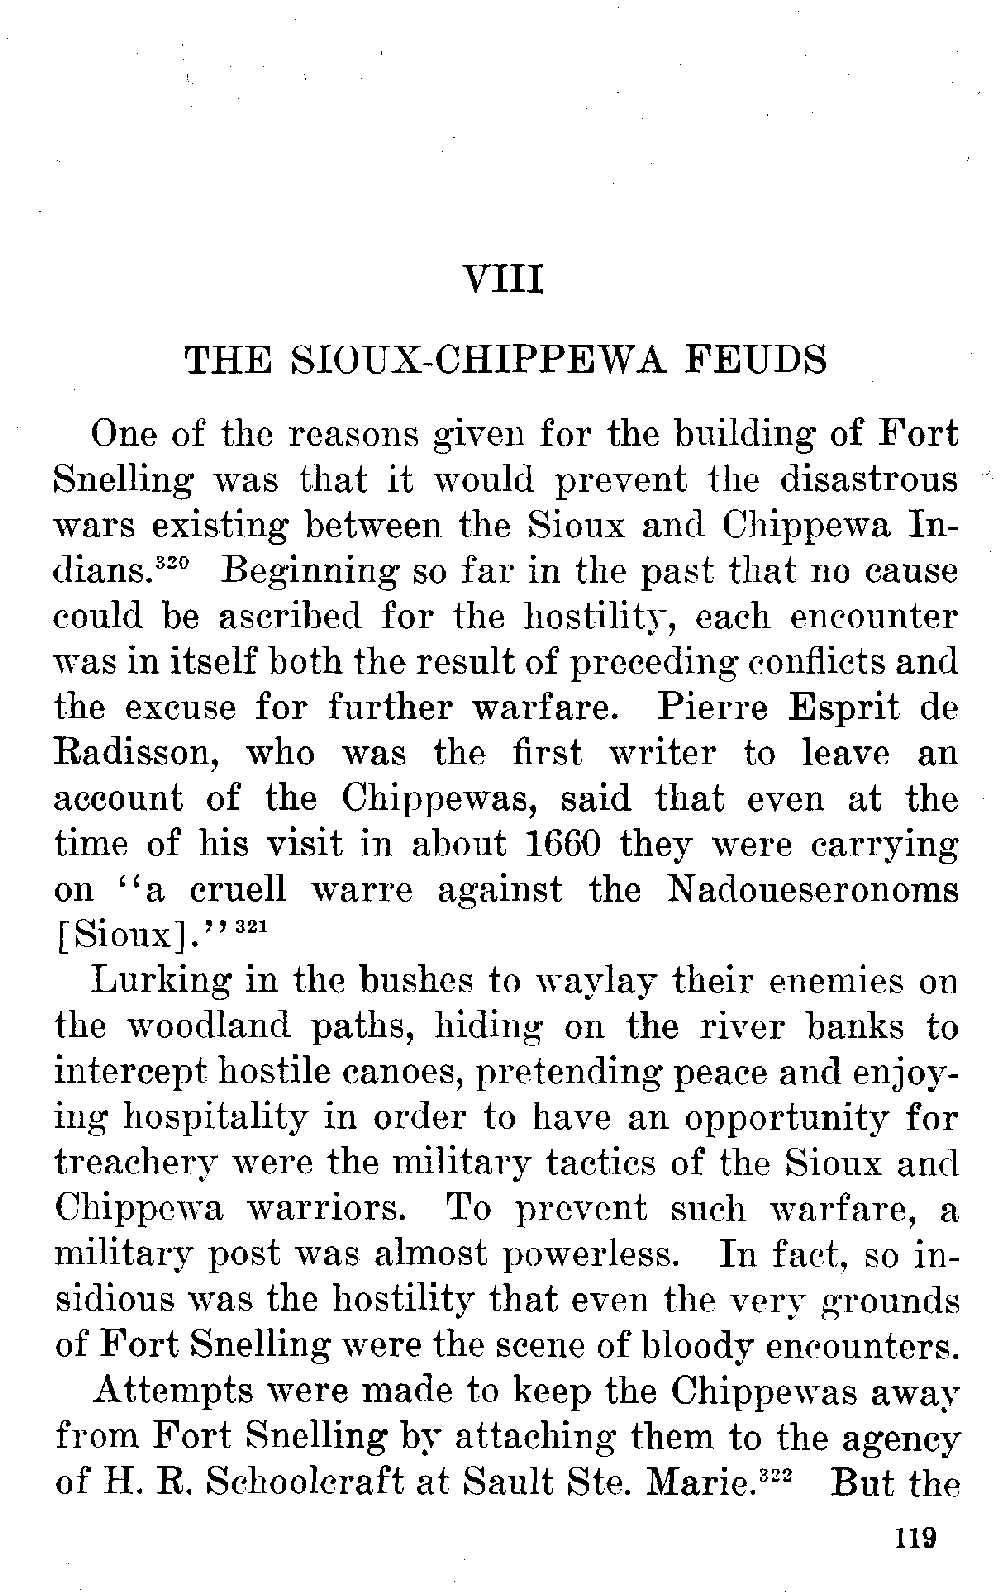 VIII
THE SIOUX-CHIPPEWA FEUDS
One of the reasons given for the building of Fort
Snelling was that it would prevent the disastrous
wars existing between the Sioux and Chippewa In-
dians.³²⁰ Beginning so far in the past that no cause
could be ascribed for the hostility, each encounter
was in itself both the result of preceding conflicts and
the excuse for further warfare. Pierre Esprit de
Radisson, who was the first writer to leave an
account of the Chippewas, said that even at the
time of his visit in about 1660 they were carrying
on "a cruell warre against the Nadoueseronoms
[Sioux]." ³²¹
Lurking in the bushes to waylay their enemies on
the woodland paths, hiding on the river banks to
intercept hostile canoes, pretending peace and enjoy-
ing hospitality in order to have an opportunity for
treachery were the military tactics of the Sioux and
Chippewa warriors. To prevent such warfare, a
military post was almost powerless. In fact, so in-
sidious was the hostility that even the very grounds
of Fort Snelling were the scene of bloody encounters.
Attempts were made to keep the Chippewas away
from Fort Snelling by attaching them to the agency
of H. R. Schoolcraft at Sault Ste. Marie.³²² But the
119